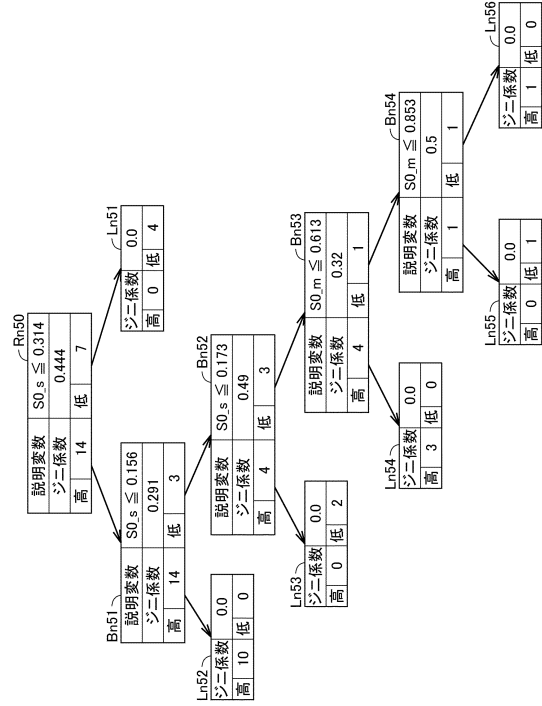 Rn50
説明変数 S0_s ≦ 0.314
ジニ係数 0.444
高 14 低 7
Bn51
説明変数 S0_s ≦ 0.156
ジニ係数 0.291
高 14 低 3
Ln51
ジニ係数 0.0
高 0 低 4
Ln52
ジニ係数 0.0
高 10 低 0
Bn52
説明変数 S0_s ≦ 0.173
ジニ係数 0.49
高 4 低 3
Ln53
ジニ係数 0.0
高 0 低 2
Bn53
説明変数 S0_m ≦ 0.613
ジニ係数 0.32
高 4 低 1
Ln54
ジニ係数 0.0
高 3 低 0
Bn54
説明変数 S0_m ≦ 0.853
ジニ係数 0.5
高 1 低 1
Ln55
ジニ係数 0.0
高 0 低 1
Ln56
ジニ係数 0.0
高 1 低 0